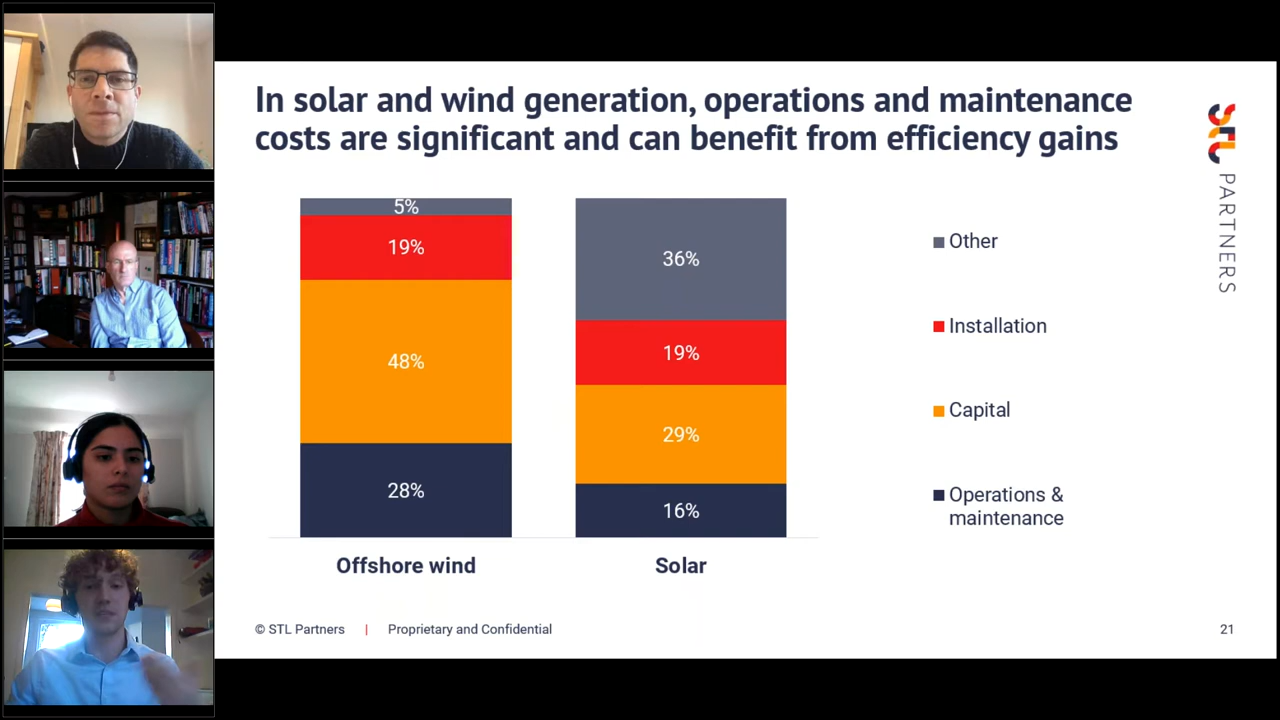 In solar and wind generation, operations and maintenance
costs are significant and can benefit from efficiency gains
STL
PARTNERS
5%
19%
48%
28%
36%
19%
29%
16%
Offshore wind
Solar
Other
Installation
Capital
Operations &
maintenance
© STL Partners | Proprietary and Confidential
21